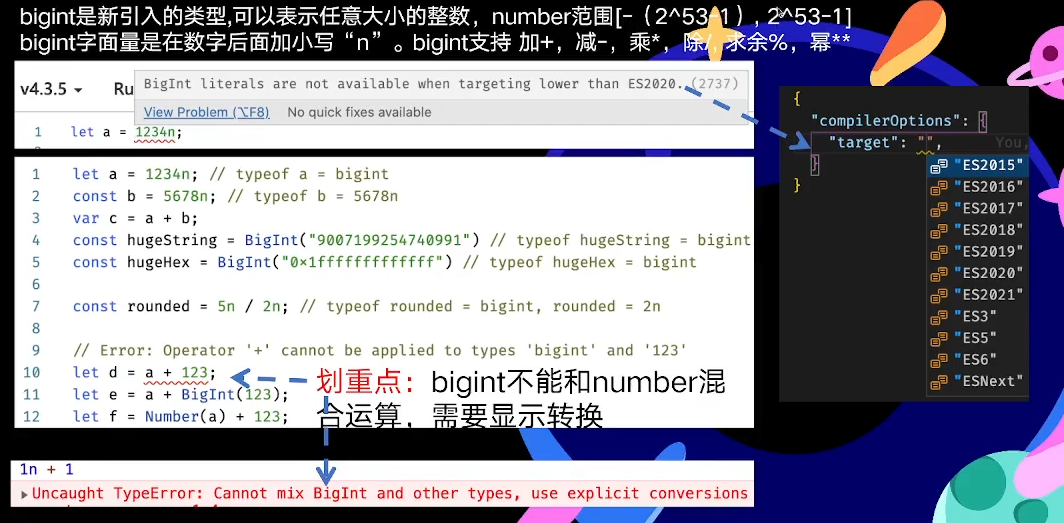 bigint是新引入的类型,可以表示任意大小的整数，number范围[-（2^53-1）, 2^53-1]
bigint字面量是在数字后面加小写“n”。bigint支持 加+，减-，乘*，除/, 求余%，幂**
v4.3.5
Ru
BigInt literals are not available when targeting lower than ES2020. (2737)
View Problem (⌥F8) No quick fixes available
1 let a = 1234n;
1 let a = 1234n; // typeof a = bigint
2 const b = 5678n; // typeof b = 5678n
3 var c = a + b;
4 const hugeString = BigInt("9007199254740991") // typeof hugeString = bigint
5 const hugeHex = BigInt("0×1fffffffffffff") // typeof hugeHex = bigint
6
7 const rounded = 5n / 2n; // typeof rounded = bigint, rounded = 2n
8
9 // Error: Operator '+' cannot be applied to types 'bigint' and '123'
10 let d = a + 123;
11 let e = a + BigInt(123);
12 let f = Number(a) + 123;
划重点：bigint不能和number混
合运算，需要显示转换
1n + 1
Uncaught TypeError: Cannot mix BigInt and other types, use explicit conversions
{
"compilerOptions": {
"target": "", You,
}
}
"ES2015"
"ES2016"
"ES2017"
"ES2018"
"ES2019"
"ES2020"
"ES2021"
"ES3"
"ES5"
"ES6"
"ESNext"